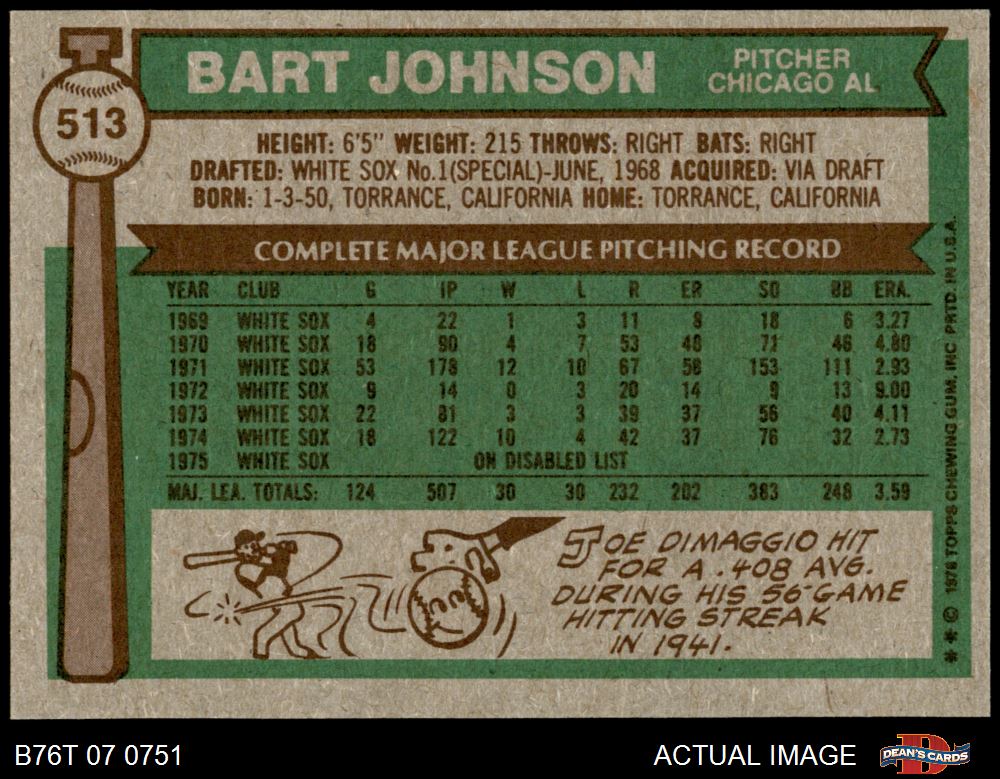 513
BART JOHNSON
PITCHER
CHICAGO AL
HEIGHT: 6'5" WEIGHT: 215 THROWS: RIGHT BATS: RIGHT
DRAFTED: WHITE SOX No.1(SPECIAL)-JUNE, 1968 ACQUIRED: VIA DRAFT
BORN: 1-3-50, TORRANCE, CALIFORNIA HOME: TORRANCE, CALIFORNIA
COMPLETE MAJOR LEAGUE PITCHING RECORD
YEAR CLUB G IP W L R ER SO BB ERA.
1969 WHITE SOX 4 22 1 3 11 8 18 6 3.27
1970 WHITE SOX 18 90 4 7 53 48 71 46 4.80
1971 WHITE SOX 53 178 12 10 67 58 153 111 2.93
1972 WHITE SOX 9 14 0 3 20 14 9 13 9.00
1973 WHITE SOX 22 81 3 3 39 37 56 40 4.11
1974 WHITE SOX 18 122 10 4 42 37 76 32 2.73
1975 WHITE SOX ON DISABLED LIST
MAJ. LEA. TOTALS: 124 507 30 30 232 202 383 248 3.59
JOE DIMAGGIO HIT
FOR A .408 AVG.
DURING HIS 56-GAME
HITTING STREAK
IN 1941.
** © 1976 TOPPS CHEWING GUM, INC PRTD. IN U.S.A.
B76T 07 0751
ACTUAL IMAGE
DEAN'S CARDS